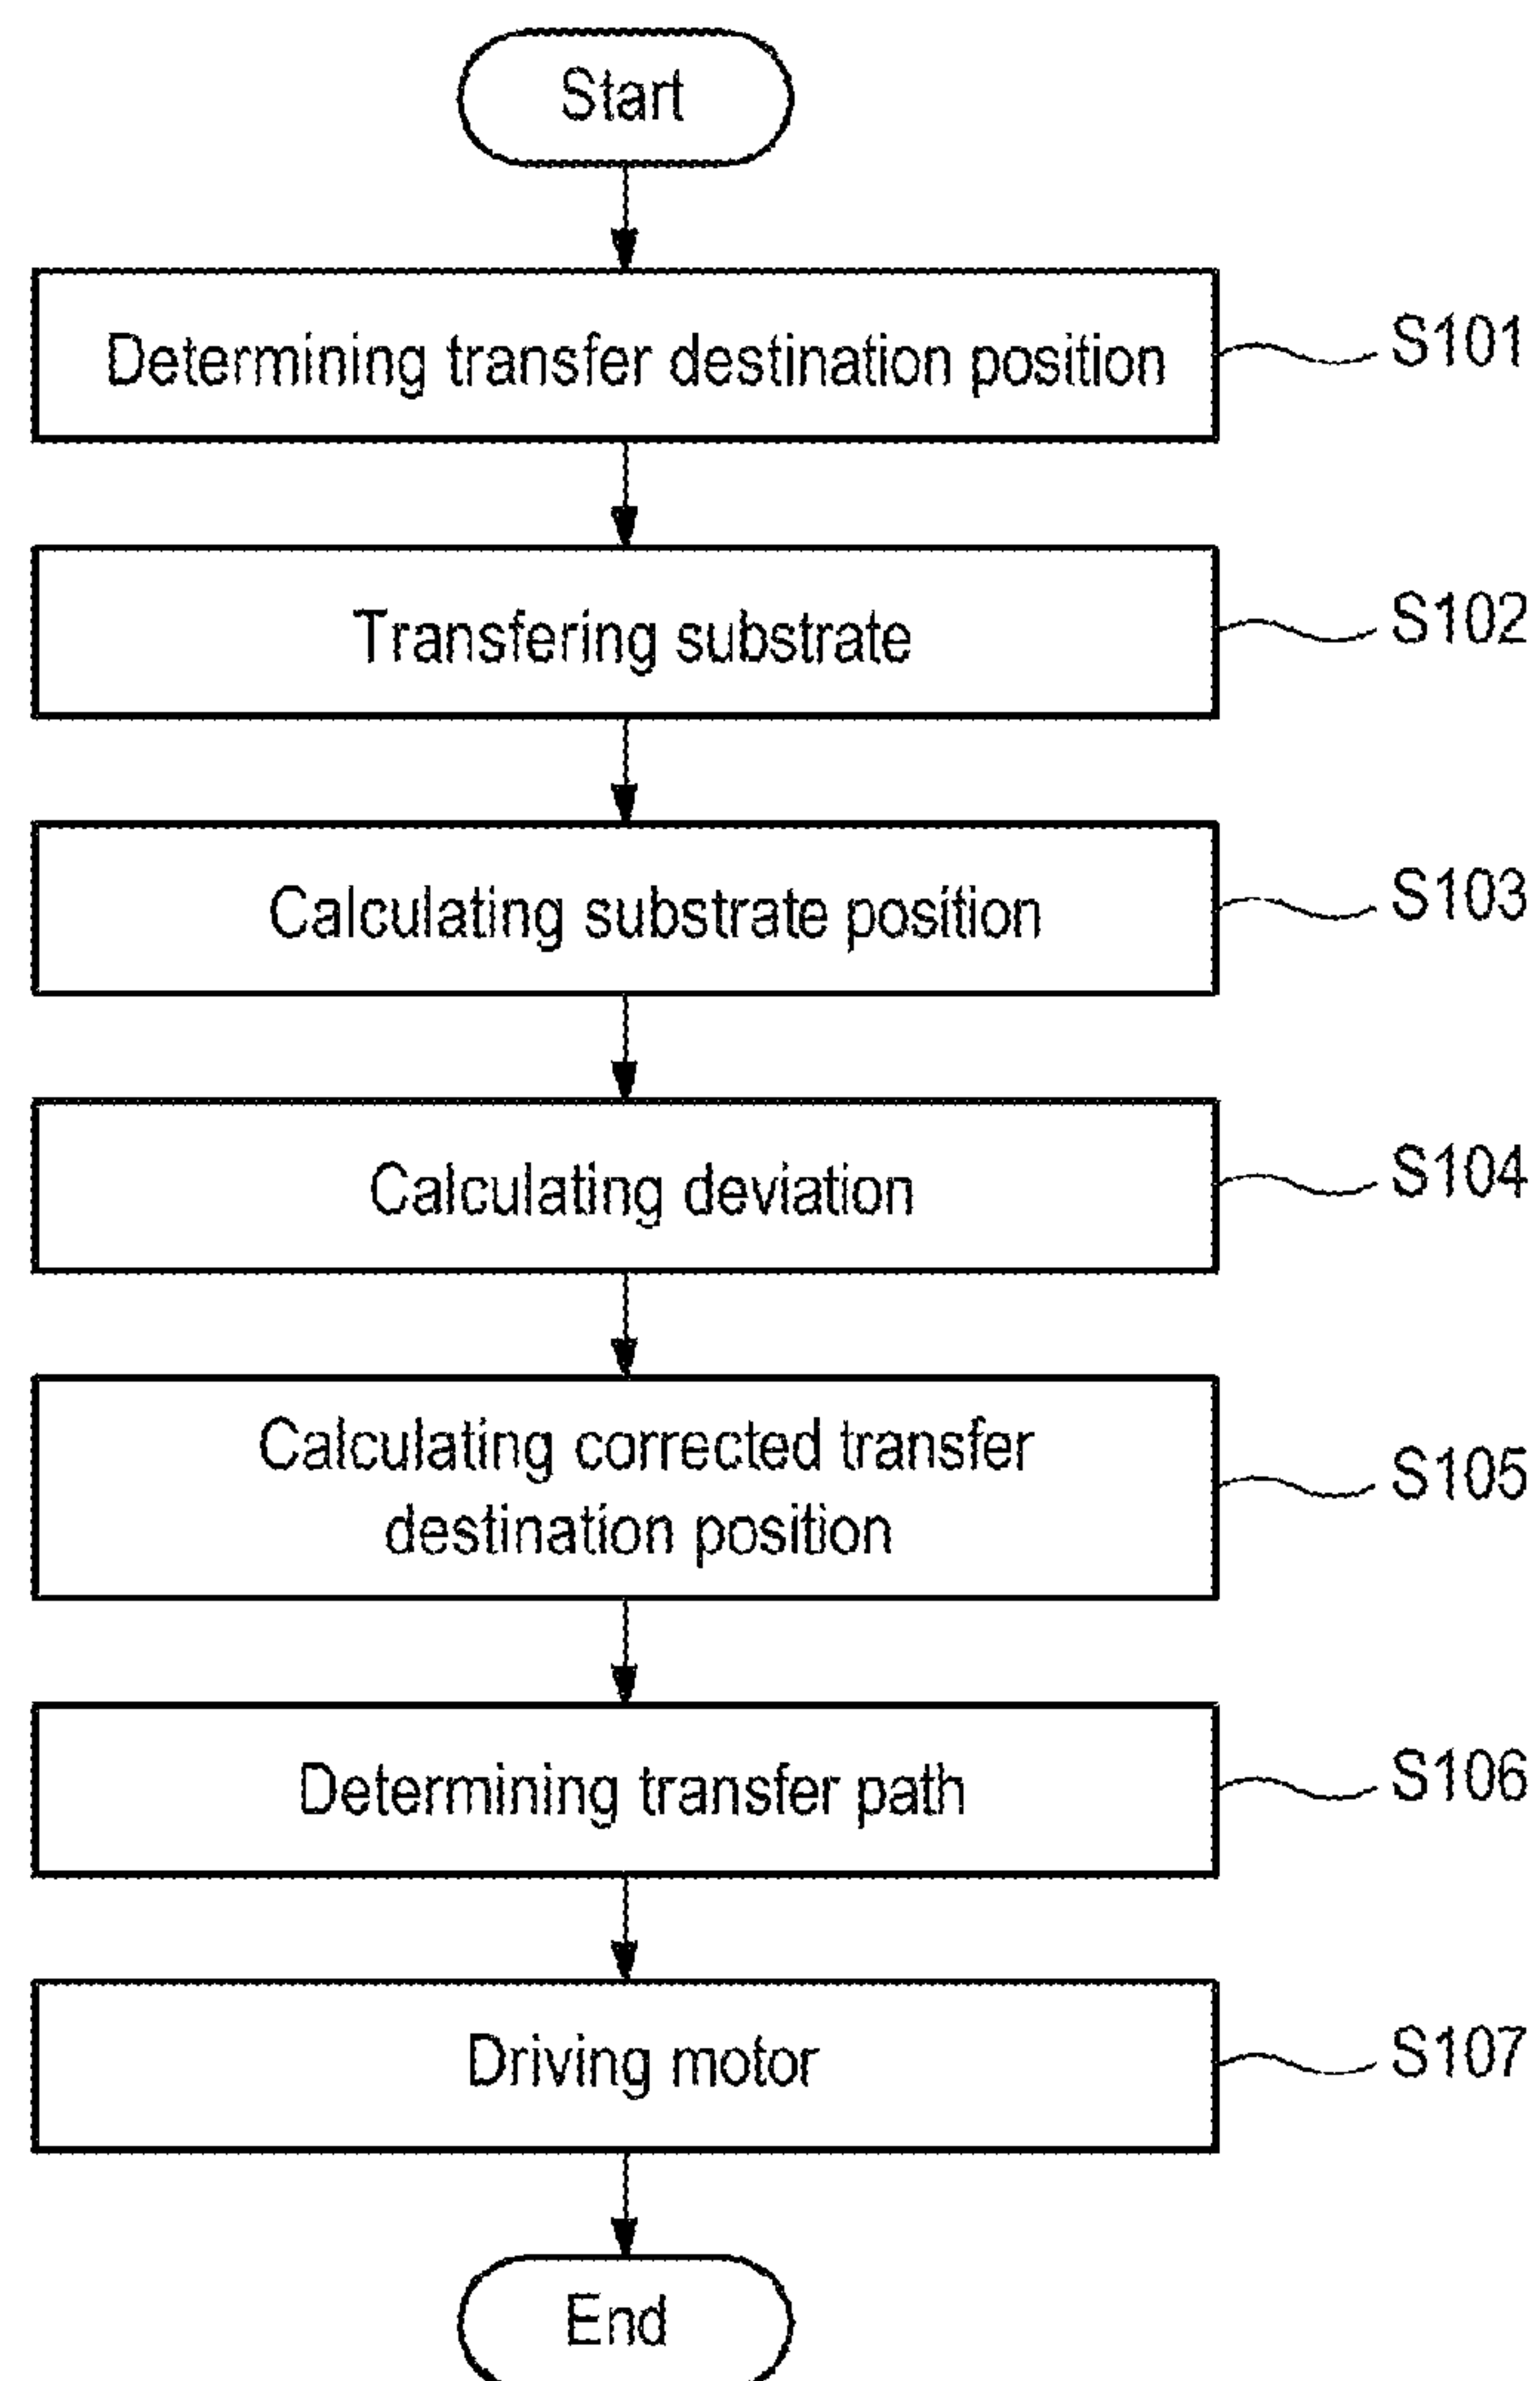 Start
Determining transfer destination position
S101
Transfering substrate
S102
Calculating substrate position
S103
Calculating deviation
S104
Calculating corrected transfer
destination position
S105
Determining transfer path
S106
Driving motor
S107
End